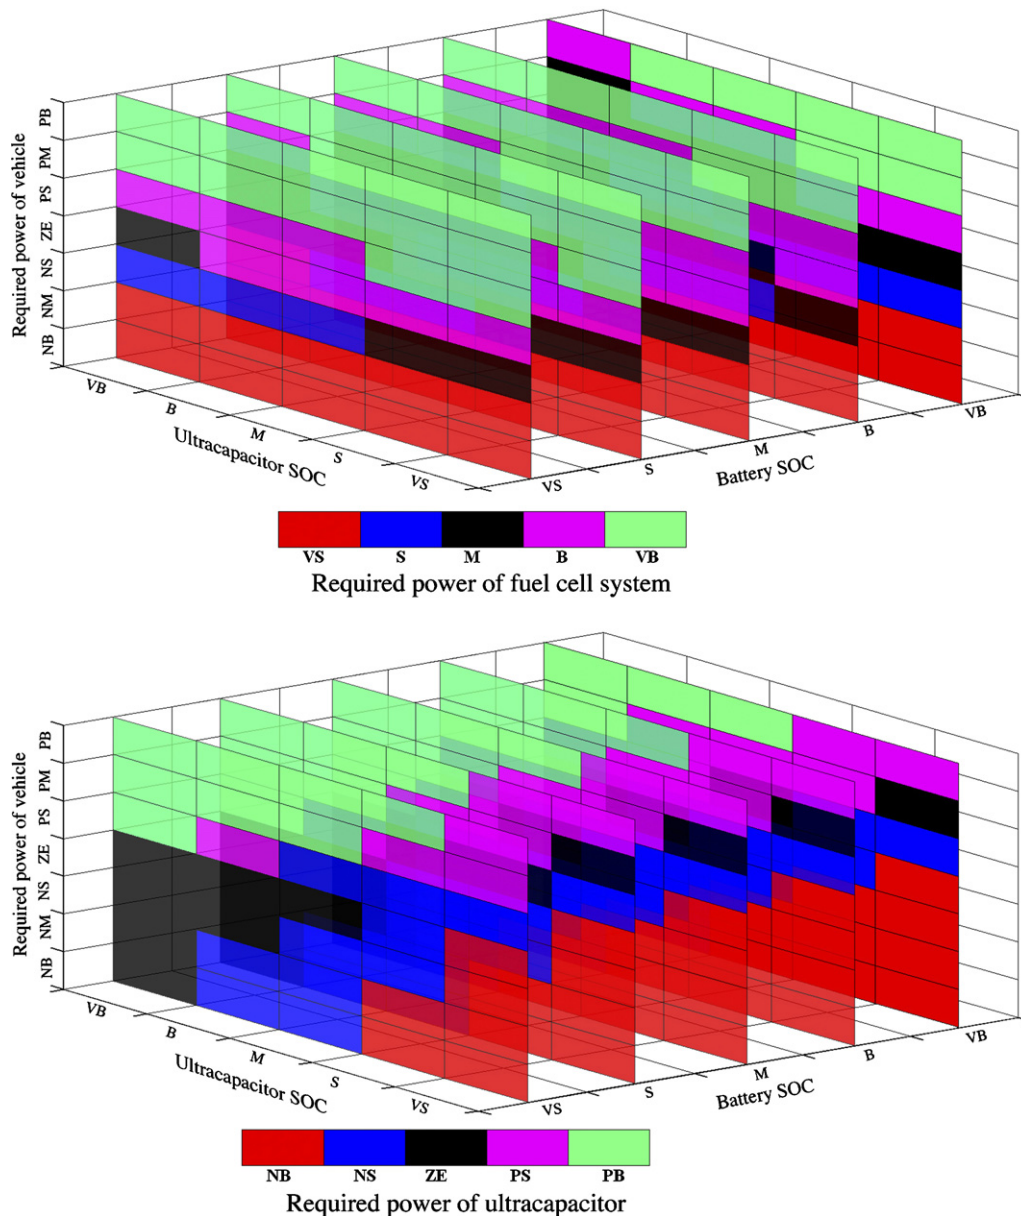 Required power of vehicle
PB
PM
PS
ZE
NS
NM
NB
VB
B
M
S
VS
Ultracapacitor SOC
VS
S
M
B
VB
Battery SOC
VS S M B VB
Required power of fuel cell system
Required power of vehicle
PB
PM
PS
ZE
NS
NM
NB
VB
B
M
S
VS
Ultracapacitor SOC
VS
S
M
B
VB
Battery SOC
NB NS ZE PS PB
Required power of ultracapacitor